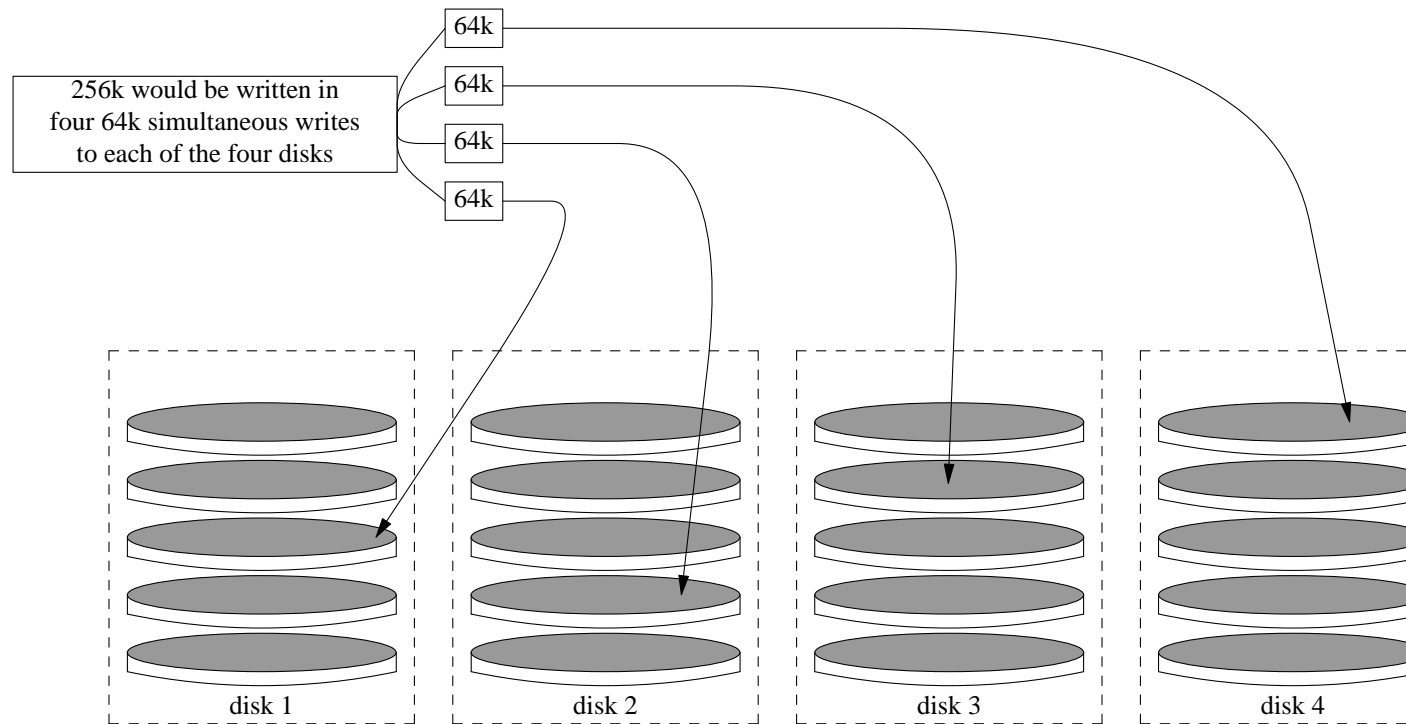 64k
256k would be written in
four 64k simultaneous writes
to each of the four disks
64k
64k
64k
disk 1
disk 2
disk 3
disk 4